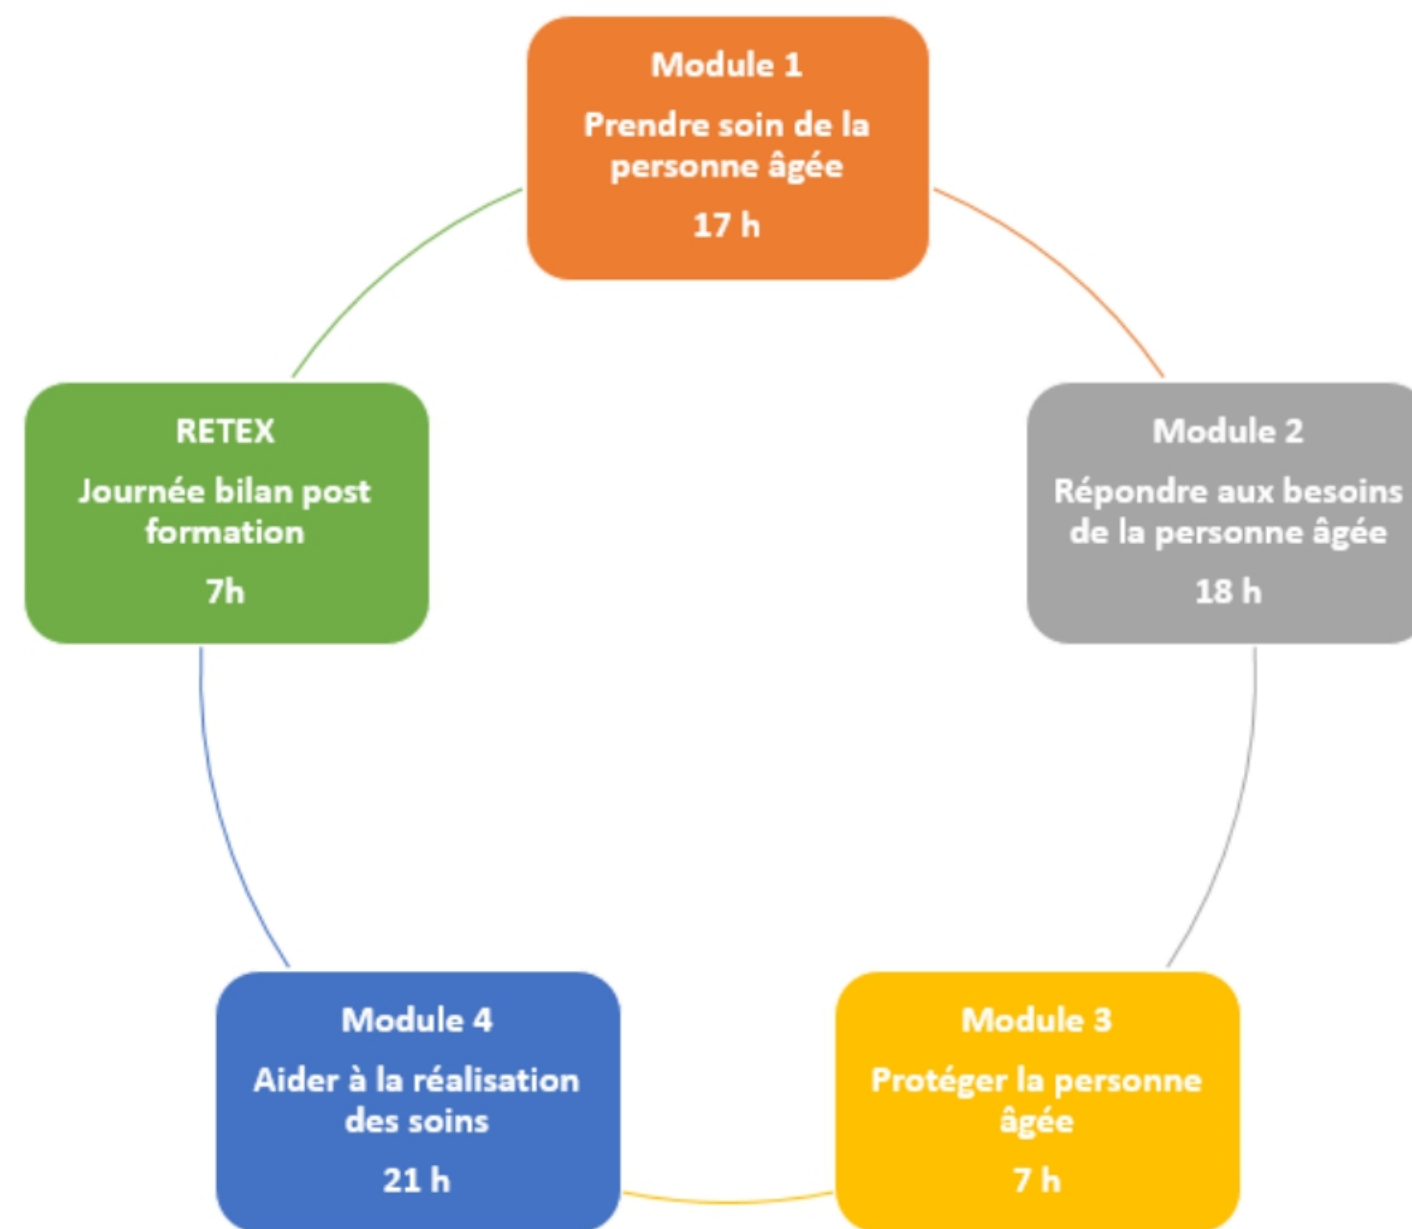 Module 1
Prendre soin de la
personne âgée
17 h
Module 2
Répondre aux besoins
de la personne âgée
18 h
Module 3
Protéger la personne
âgée
7 h
Module 4
Aider à la réalisation
des soins
21 h
RETEX
Journée bilan post
formation
7h